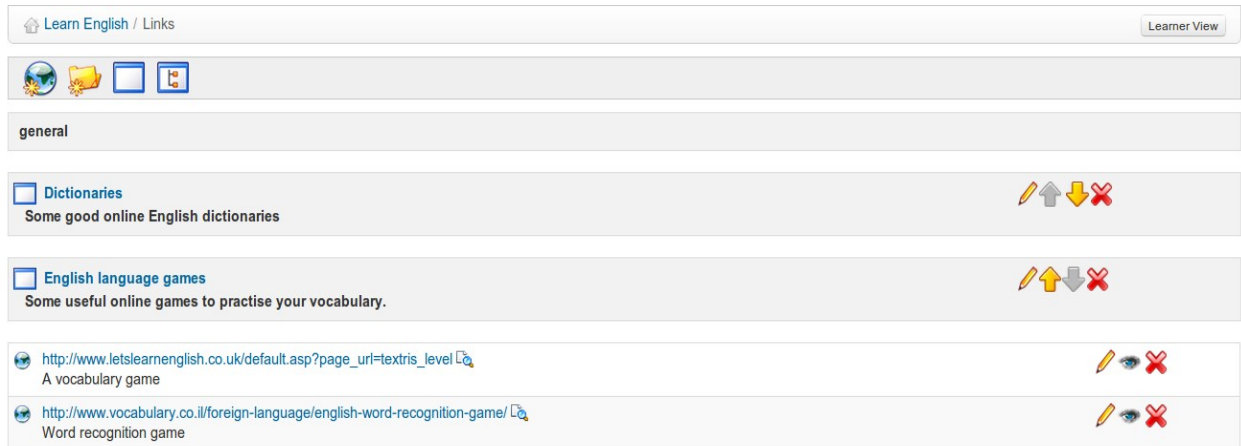 Learn English / Links
Learner View
general
Dictionaries
Some good online English dictionaries
English language games
Some useful online games to practise your vocabulary.
http://www.letslearnenglish.co.uk/default.asp?page_url=textris_level
A vocabulary game
http://www.vocabulary.co.il/foreign-language/english-word-recognition-game/
Word recognition game